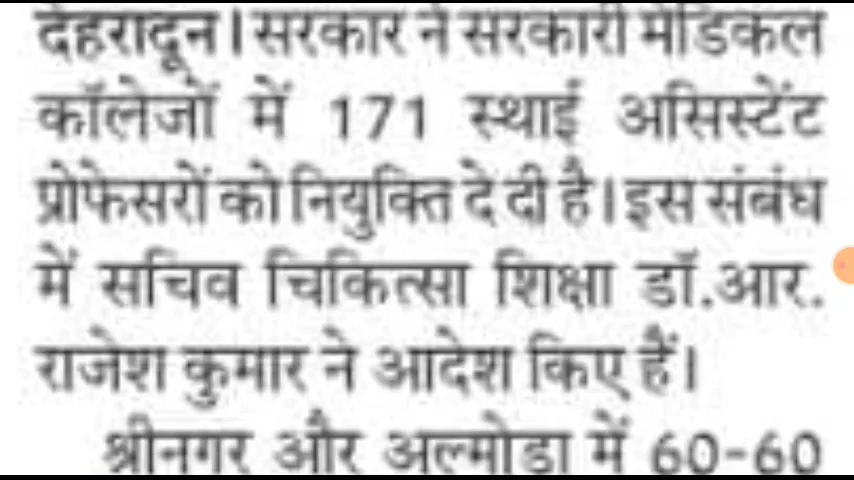 देहरादून। सरकार ने सरकारी मेडिकल
कॉलेजों में 171 स्थाई असिस्टेंट
प्रोफेसरों को नियुक्ति दे दी है। इस संबंध
में सचिव चिकित्सा शिक्षा डॉ.आर.
राजेश कुमार ने आदेश किए हैं।
श्रीनगर और अल्मोडा में 60-60